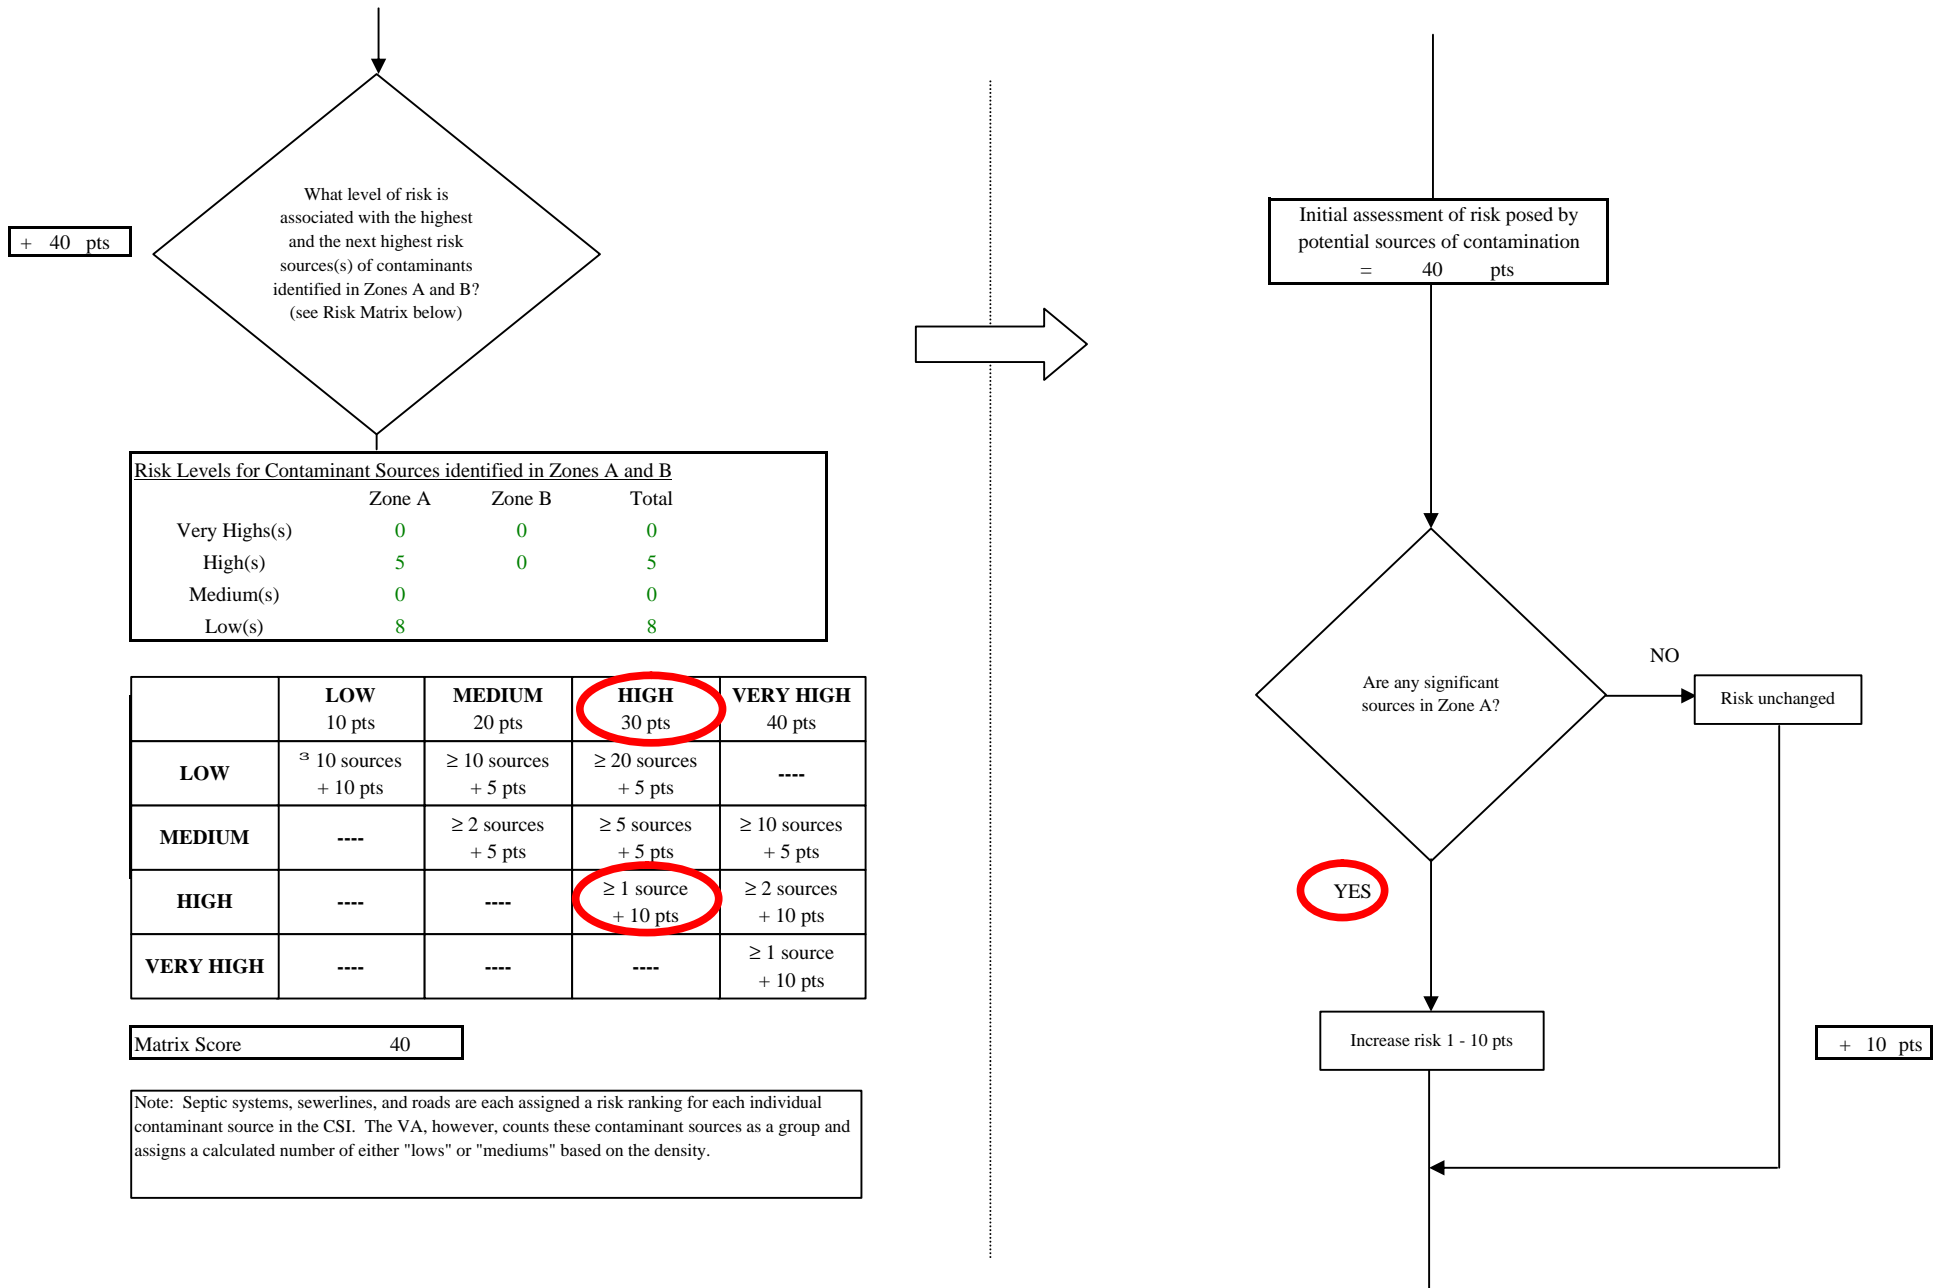 + 40 pts
What level of risk is
associated with the highest
and the next highest risk
sources(s) of contaminants
identified in Zones A and B?
(see Risk Matrix below)
Risk Levels for Contaminant Sources identified in Zones A and B
Zone A Zone B Total
Very Highs(s) 0 0 0
High(s) 5 0 5
Medium(s) 0 0
Low(s) 8 8
LOW MEDIUM HIGH VERY HIGH
10 pts 20 pts 30 pts 40 pts
LOW ³ 10 sources ≥ 10 sources ≥ 20 sources ----
+ 10 pts + 5 pts + 5 pts
MEDIUM ---- ≥ 2 sources ≥ 5 sources ≥ 10 sources
+ 5 pts + 5 pts + 5 pts
HIGH ---- ---- ≥ 1 source ≥ 2 sources
+ 10 pts + 10 pts
VERY HIGH ---- ---- ---- ≥ 1 source
+ 10 pts
Matrix Score 40
Note: Septic systems, sewerlines, and roads are each assigned a risk ranking for each individual
contaminant source in the CSI. The VA, however, counts these contaminant sources as a group and
assigns a calculated number of either "lows" or "mediums" based on the density.
Initial assessment of risk posed by
potential sources of contamination
= 40 pts
Are any significant
sources in Zone A?
NO
Risk unchanged
YES
Increase risk 1 - 10 pts
+ 10 pts